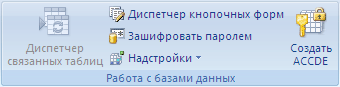 Диспетчер
связанных таблиц
Диспетчер кнопочных форм
Зашифровать паролем
Надстройки
Создать
ACCDE
Работа с базами данных